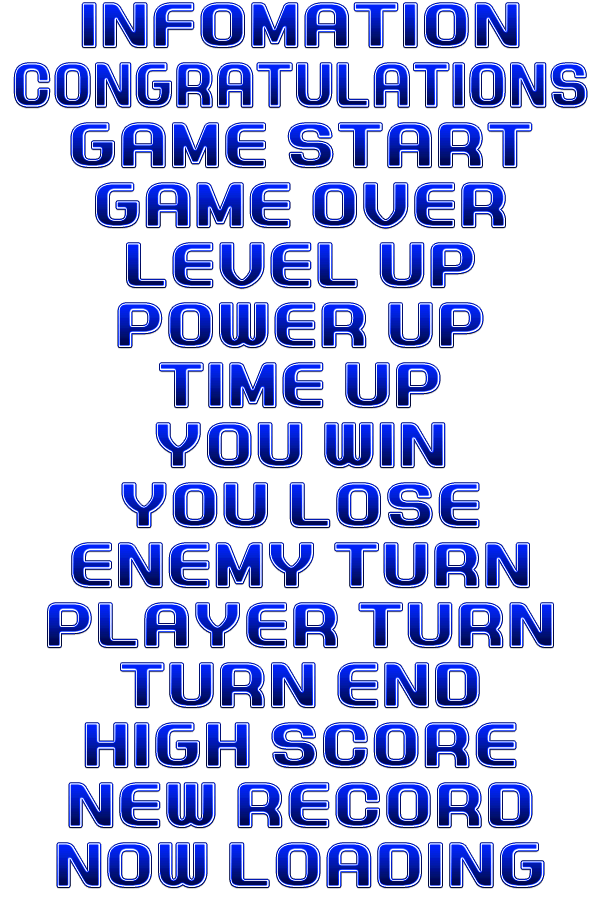 INFOMATION
CONGRATULATIONS
GAME START
GAME OVER
LEVEL UP
POWER UP
TIME UP
YOU WIN
YOU LOSE
ENEMY TURN
PLAYER TURN
TURN END
HIGH SCORE
NEW RECORD
NOW LOADING